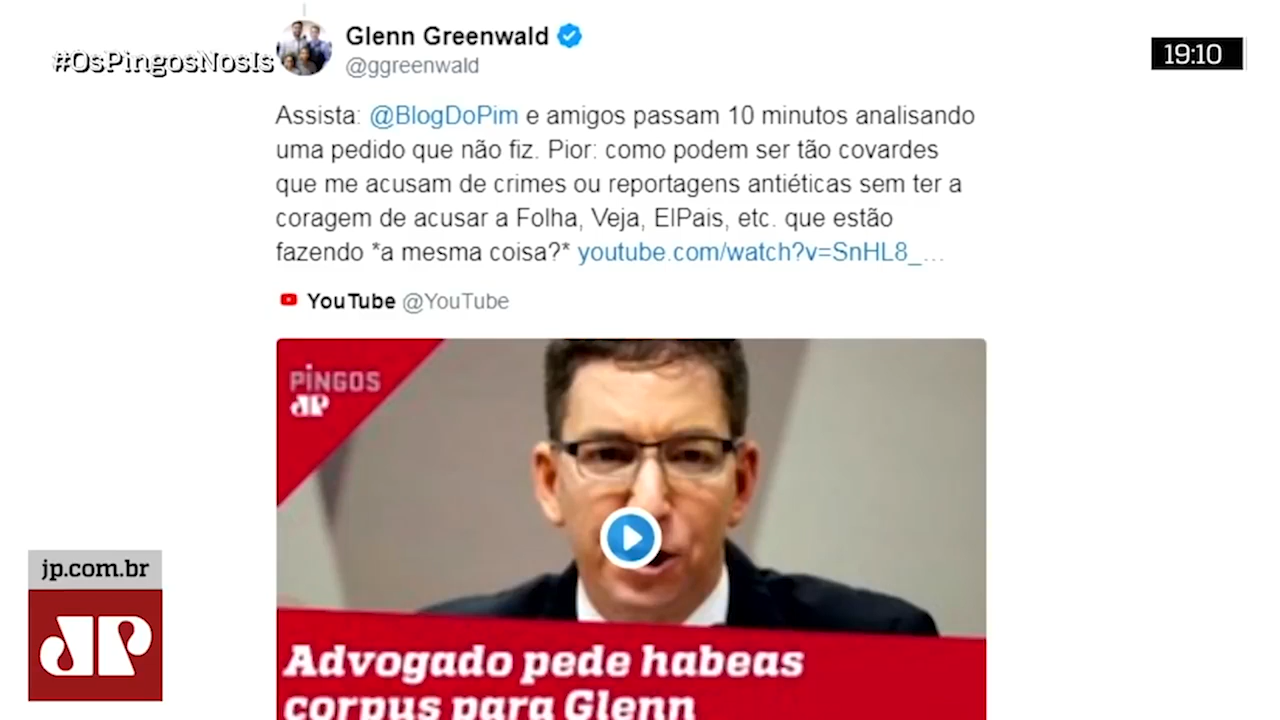 #OsPingosNosIs
Glenn Greenwald
@ggreenwald
19:10
Assista: @BlogDoPim e amigos passam 10 minutos analisando
uma pedido que não fiz. Pior: como podem ser tão covardes
que me acusam de crimes ou reportagens antiéticas sem ter a
coragem de acusar a Folha, Veja, ElPais, etc. que estão
fazendo *a mesma coisa?* youtube.com/watch?v=SnHL8_...
YouTube @YouTube
PINGOS
JP
jp.com.br
JP
Advogado pede habeas
corpus para Glenn